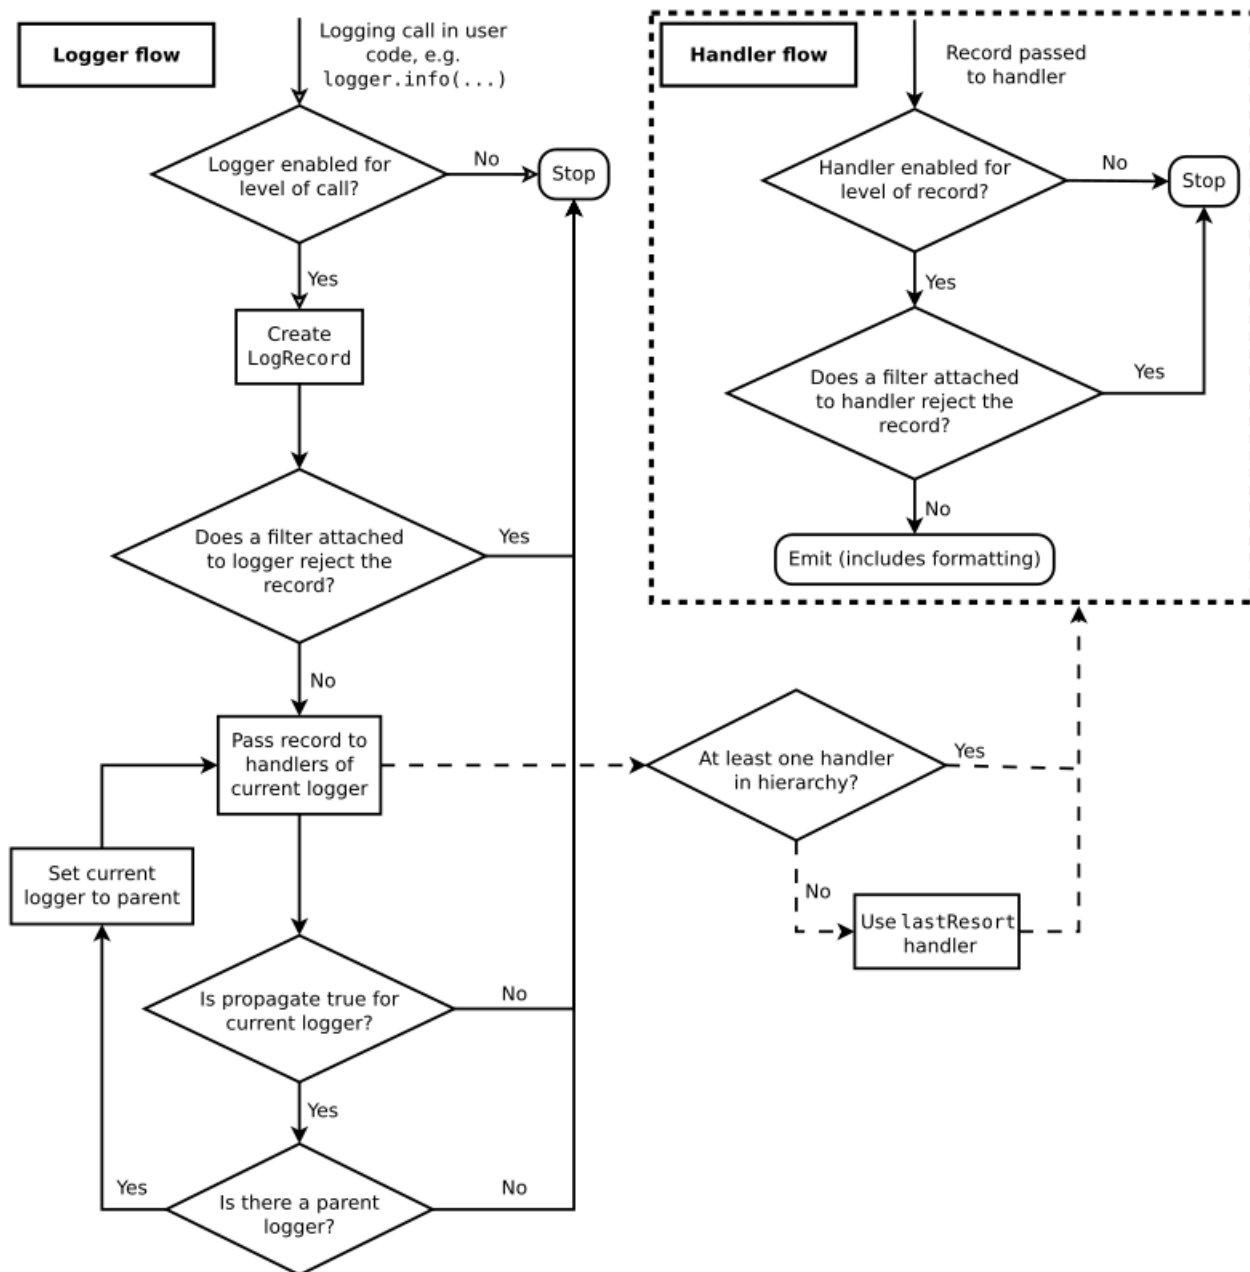 Logger flow
Logging call in user
code, e.g.
logger.info(...)
Logger enabled for
level of call?
No
Stop
Yes
Create
LogRecord
Does a filter attached
to logger reject the
record?
Yes
No
Pass record to
handlers of
current logger
Set current
logger to parent
Is propagate true for
current logger?
No
Yes
Is there a parent
logger?
Yes
No
At least one handler
in hierarchy?
Yes
No
Use lastResort
handler
Handler flow
Record passed
to handler
Handler enabled for
level of record?
No
Stop
Yes
Does a filter attached
to handler reject the
record?
Yes
No
Emit (includes formatting)